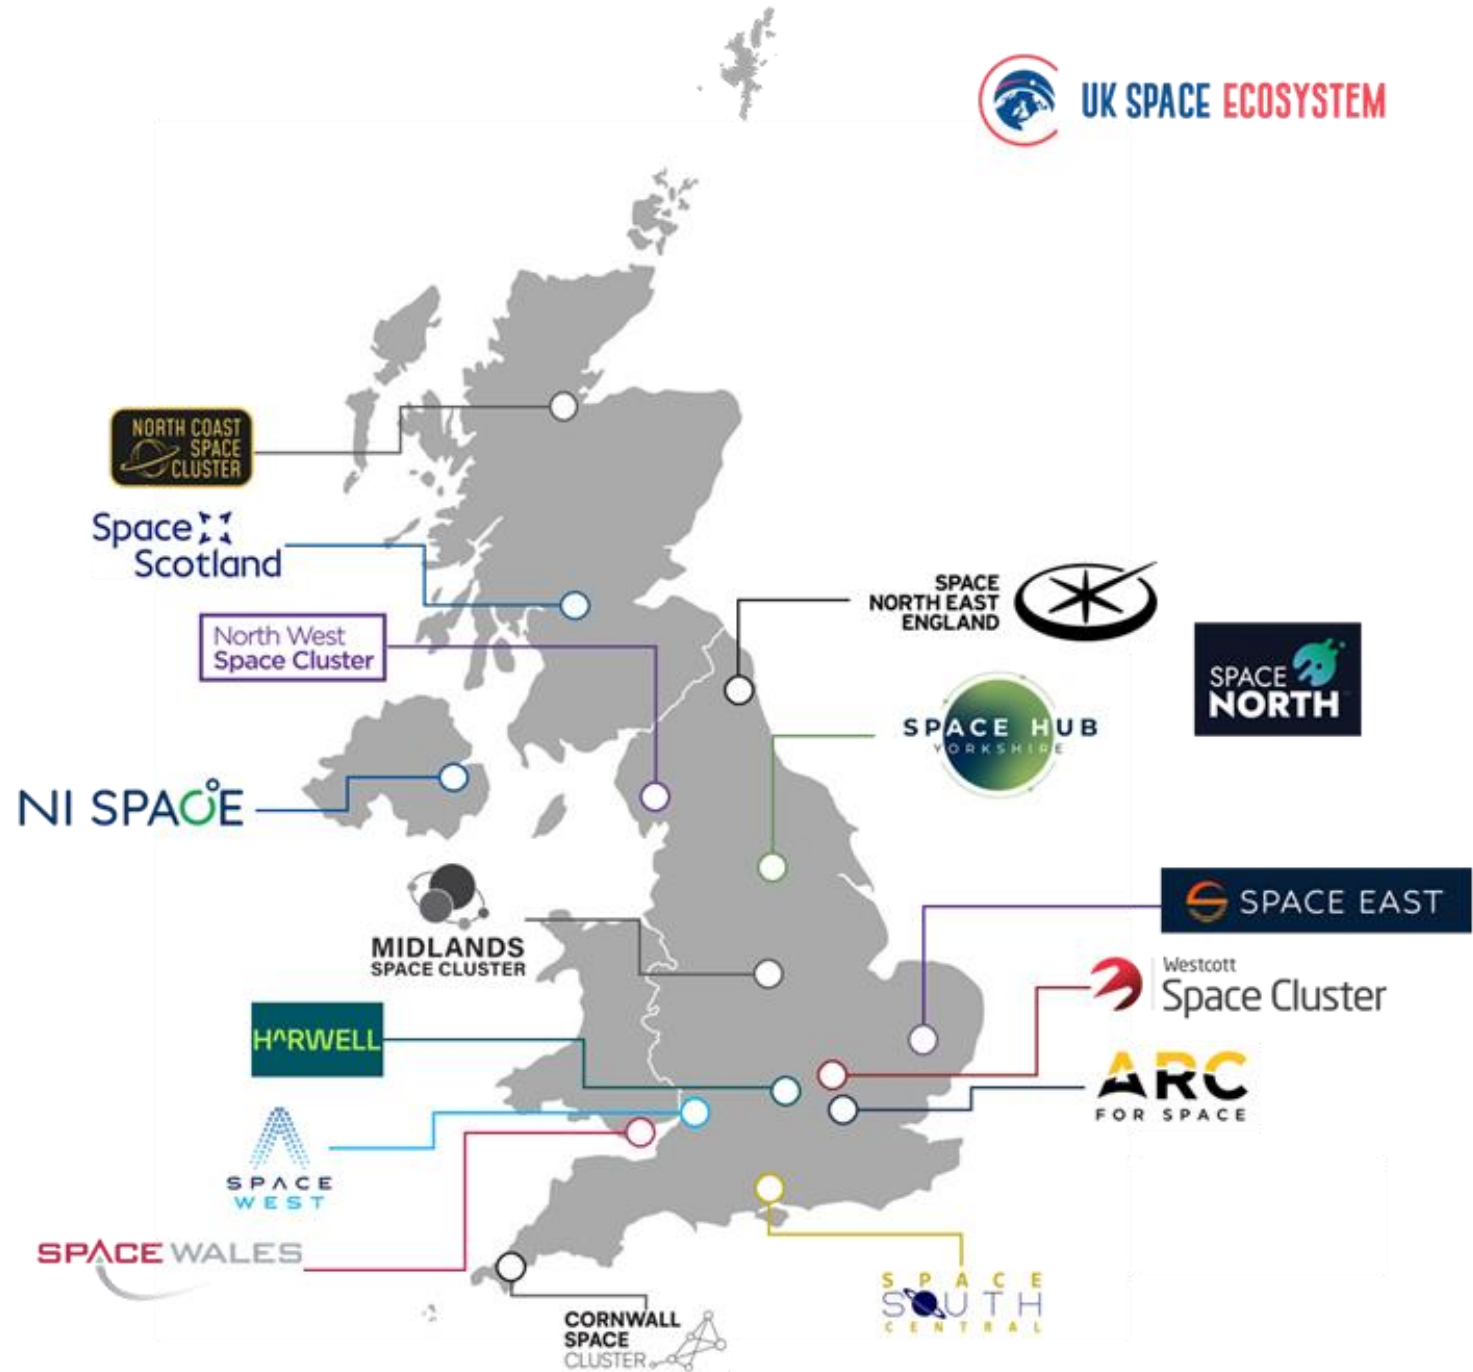 UK SPACE ECOSYSTEM
NORTH COAST
SPACE
CLUSTER
Space
Scotland
North West
Space Cluster
SPACE
NORTH EAST
ENGLAND
SPACE
NORTH
SPACE HUB
YORKSHIRE
NI SPACE
MIDLANDS
SPACE CLUSTER
SPACE EAST
Westcott
Space Cluster
HARWELL
ARC
FOR SPACE
SPACE
WEST
SPACE WALES
SPACE
SOUTH
CENTRAL
CORNWALL
SPACE
CLUSTER